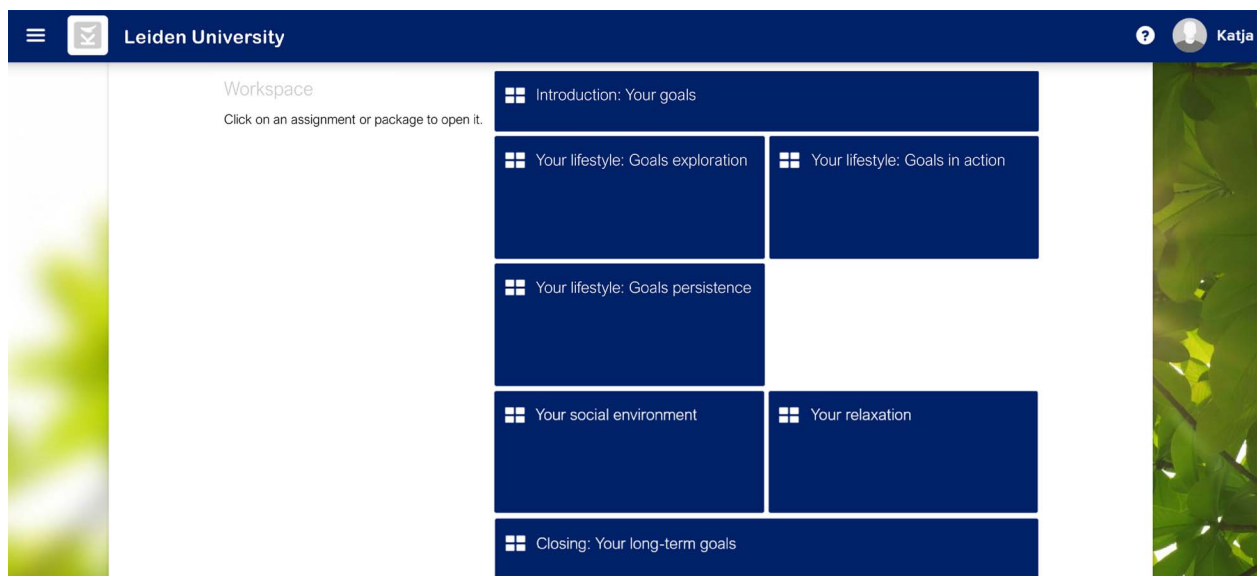 Leiden University
? Katja
Workspace
Click on an assignment or package to open it.
Introduction: Your goals
Your lifestyle: Goals exploration
Your lifestyle: Goals in action
Your lifestyle: Goals persistence
Your social environment
Your relaxation
Closing: Your long-term goals